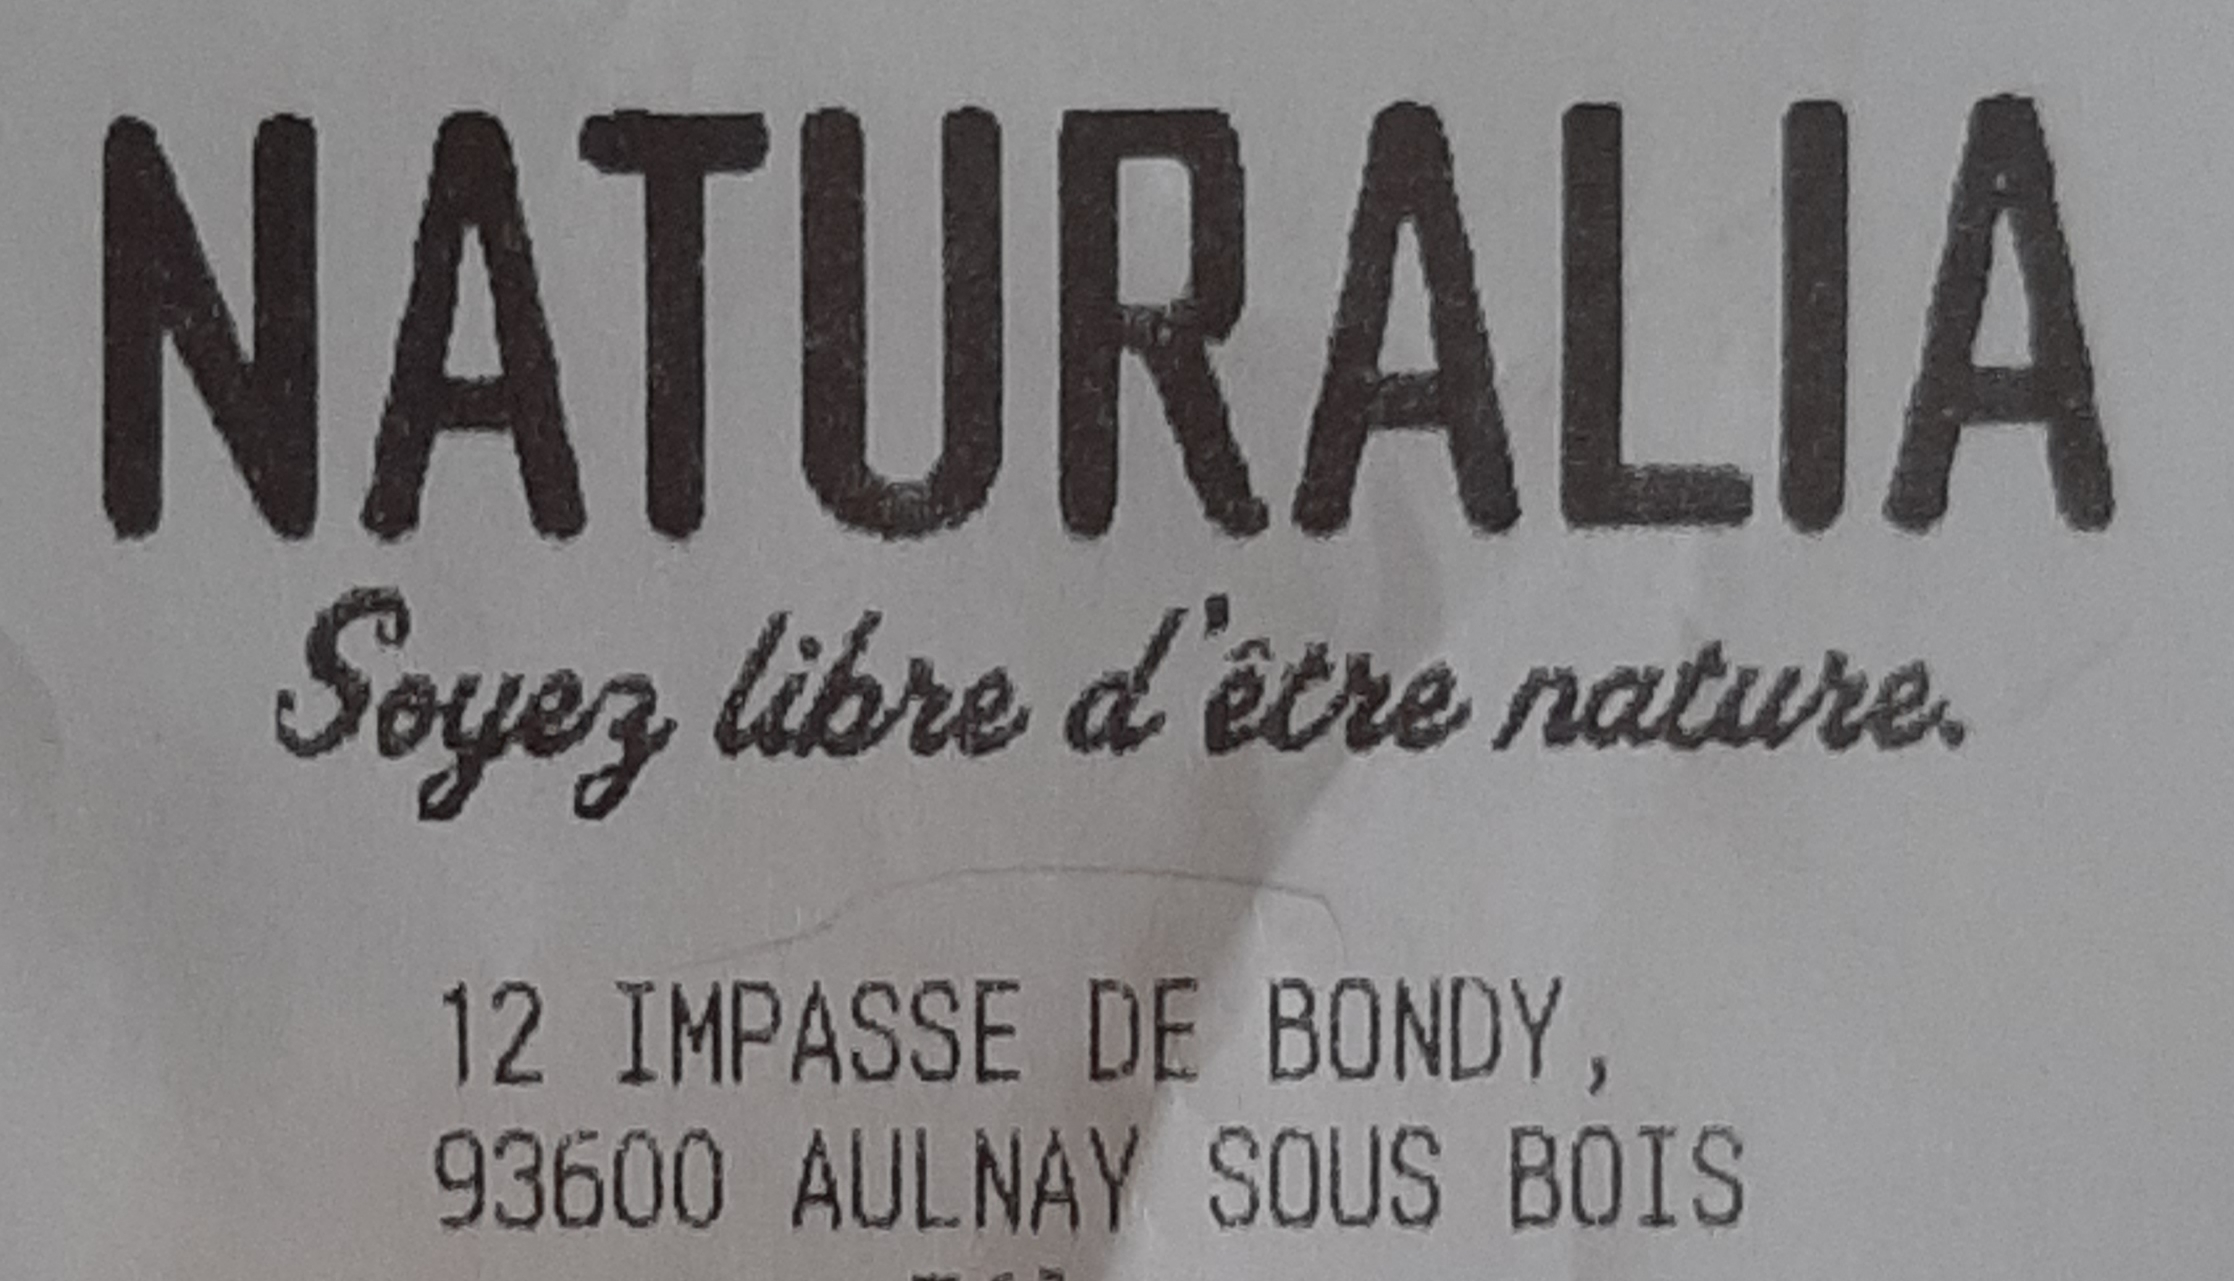 NATURALIA
Soyez libre d'être nature.
12 IMPASSE DE BONDY,
93600 AULNAY SOUS BOIS